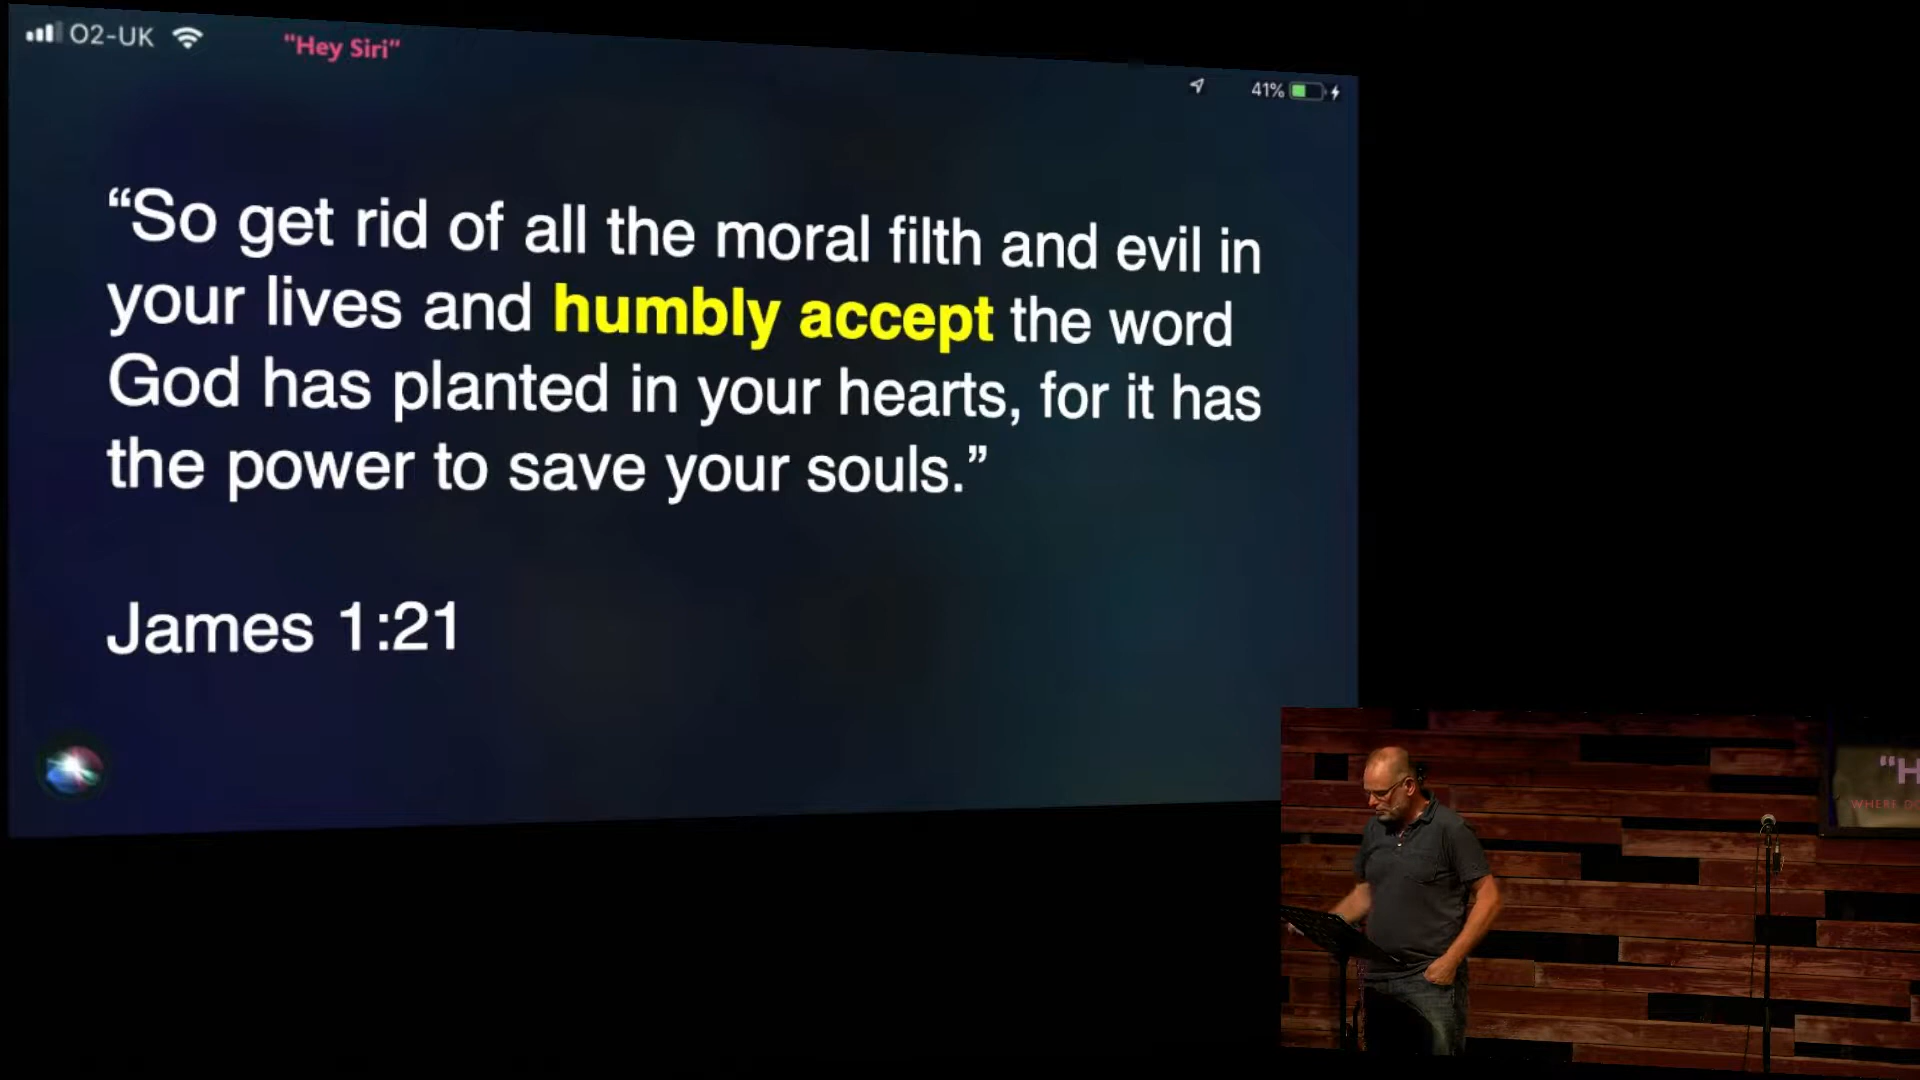 O2-UK
"Hey Siri"
41%
“So get rid of all the moral filth and evil in
your lives and humbly accept the word
God has planted in your hearts, for it has
the power to save your souls.”
James 1:21
“H
WHERE